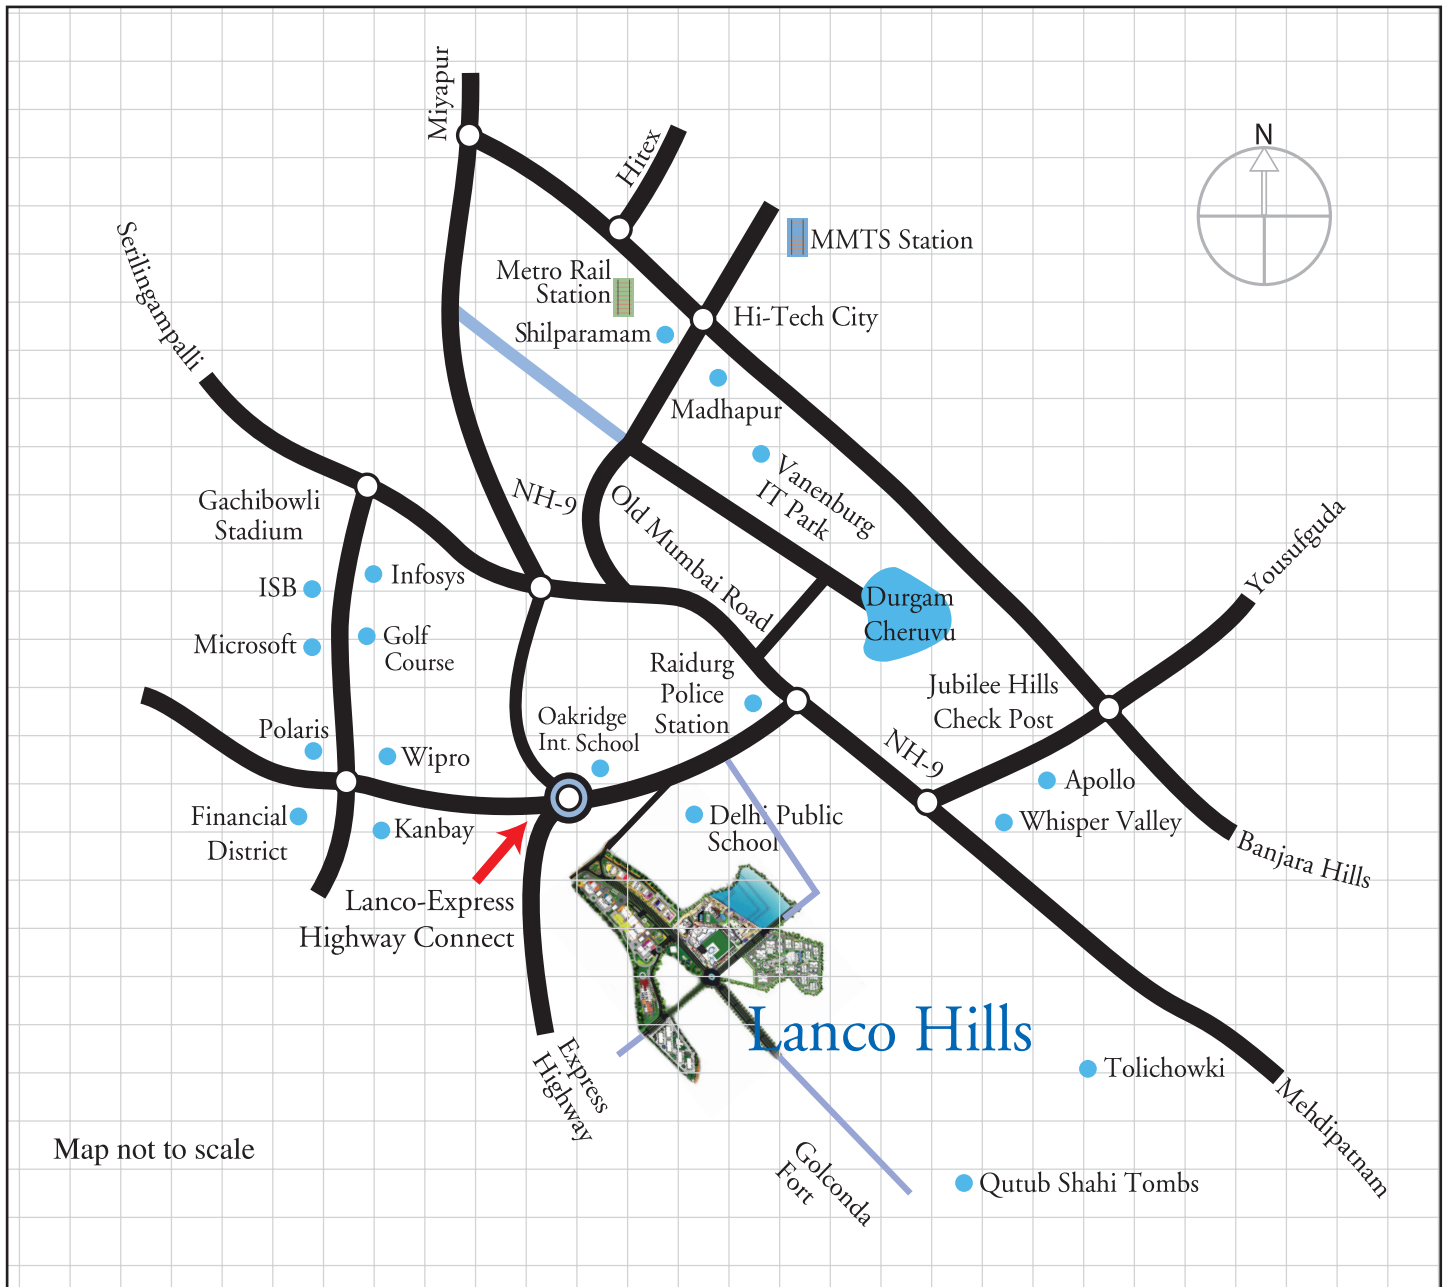 Miyapur
N
Hitex
MMTS Station
Serilingampalli
Metro Rail
Station
Hi-Tech City
Shilparamam
Madhapur
Vanenburg
IT Park
NH-9
Old Mumbai Road
Gachibowli
Stadium
Yousufguda
ISB
Infosys
Durgam
Cheruvu
Microsoft
Golf
Course
Raidurg
Police
Station
Jubilee Hills
Check Post
Polaris
Wipro
Oakridge
Int. School
NH-9
Apollo
Financial
District
Kanbay
Delhi Public
School
Whisper Valley
Banjara Hills
Lanco-Express
Highway Connect
Lanco Hills
Express
Highway
Tolichowki
Mehdipatnam
Map not to scale
Golconda
Fort
Qutub Shahi Tombs